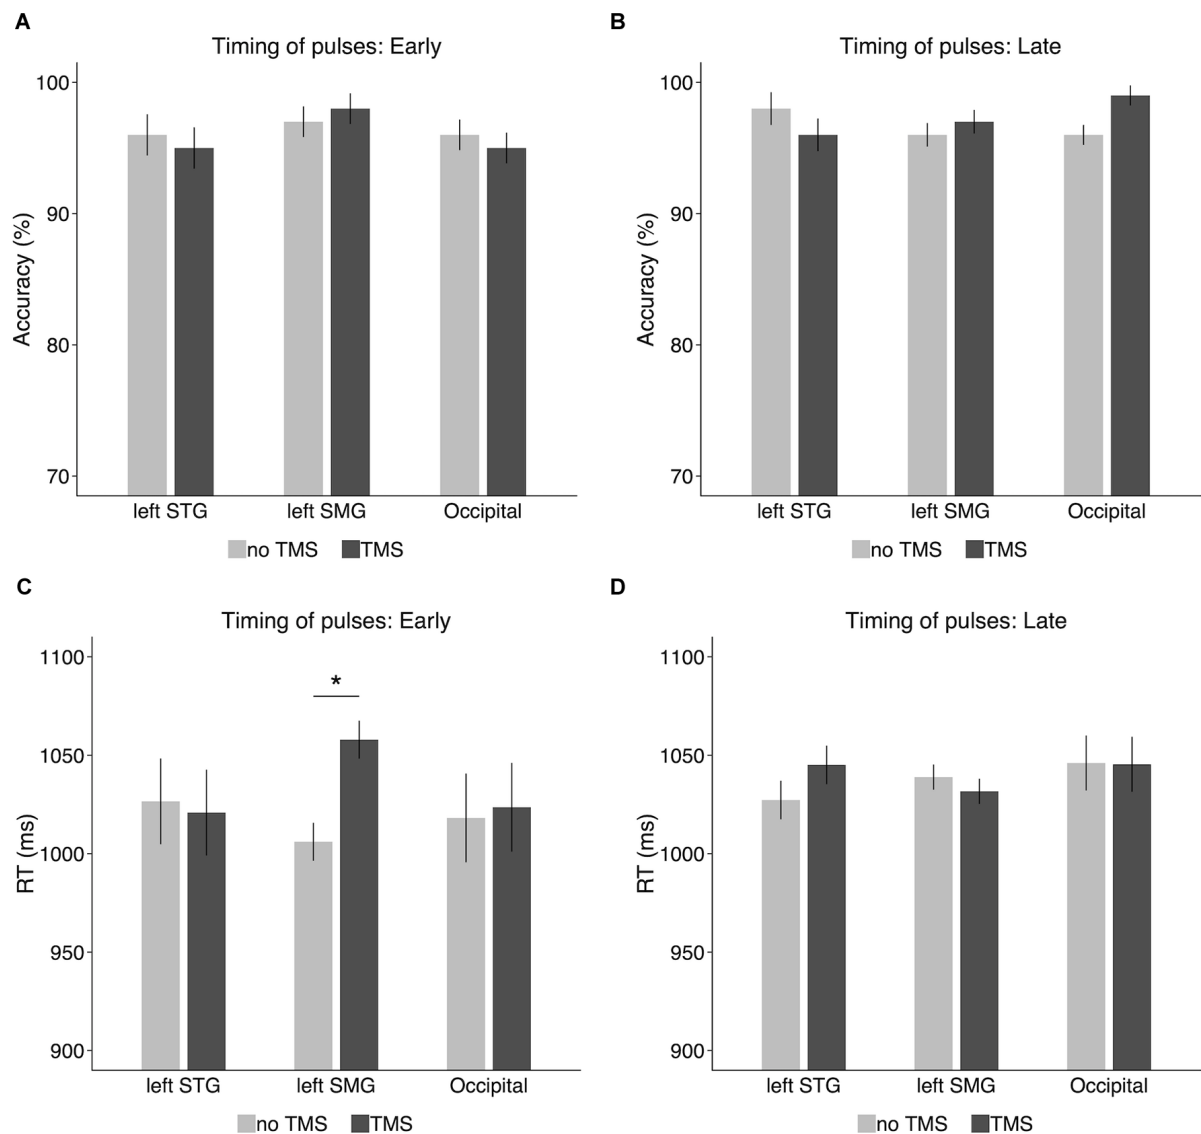 A
Timing of pulses: Early
100
90
80
70
Accuracy (%)
left STG left SMG Occipital
no TMS TMS
B
Timing of pulses: Late
100
90
80
70
Accuracy (%)
left STG left SMG Occipital
no TMS TMS
C
Timing of pulses: Early
1100
1050
1000
950
900
RT (ms)
*
left STG left SMG Occipital
no TMS TMS
D
Timing of pulses: Late
1100
1050
1000
950
900
RT (ms)
left STG left SMG Occipital
no TMS TMS